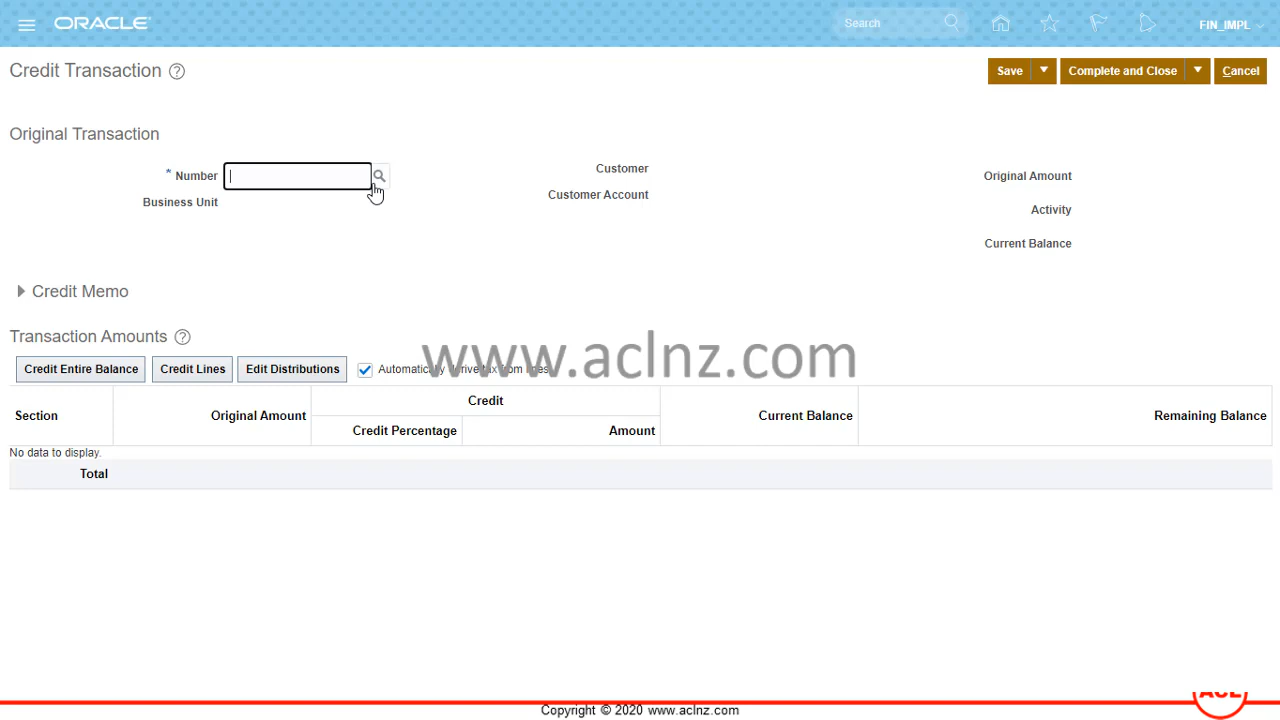 ORACLE
Search
FIN_IMPL
Credit Transaction
Save
Complete and Close
Cancel
Original Transaction
* Number
Customer
Original Amount
Business Unit
Customer Account
Activity
Current Balance
Credit Memo
Transaction Amounts
www.aclnz.com
Credit Entire Balance
Credit Lines
Edit Distributions
Automatically derive tax from lines
Section
Original Amount
Credit
Current Balance
Remaining Balance
Credit Percentage
Amount
No data to display.
Total
ACL
Copyright © 2020 www.aclnz.com